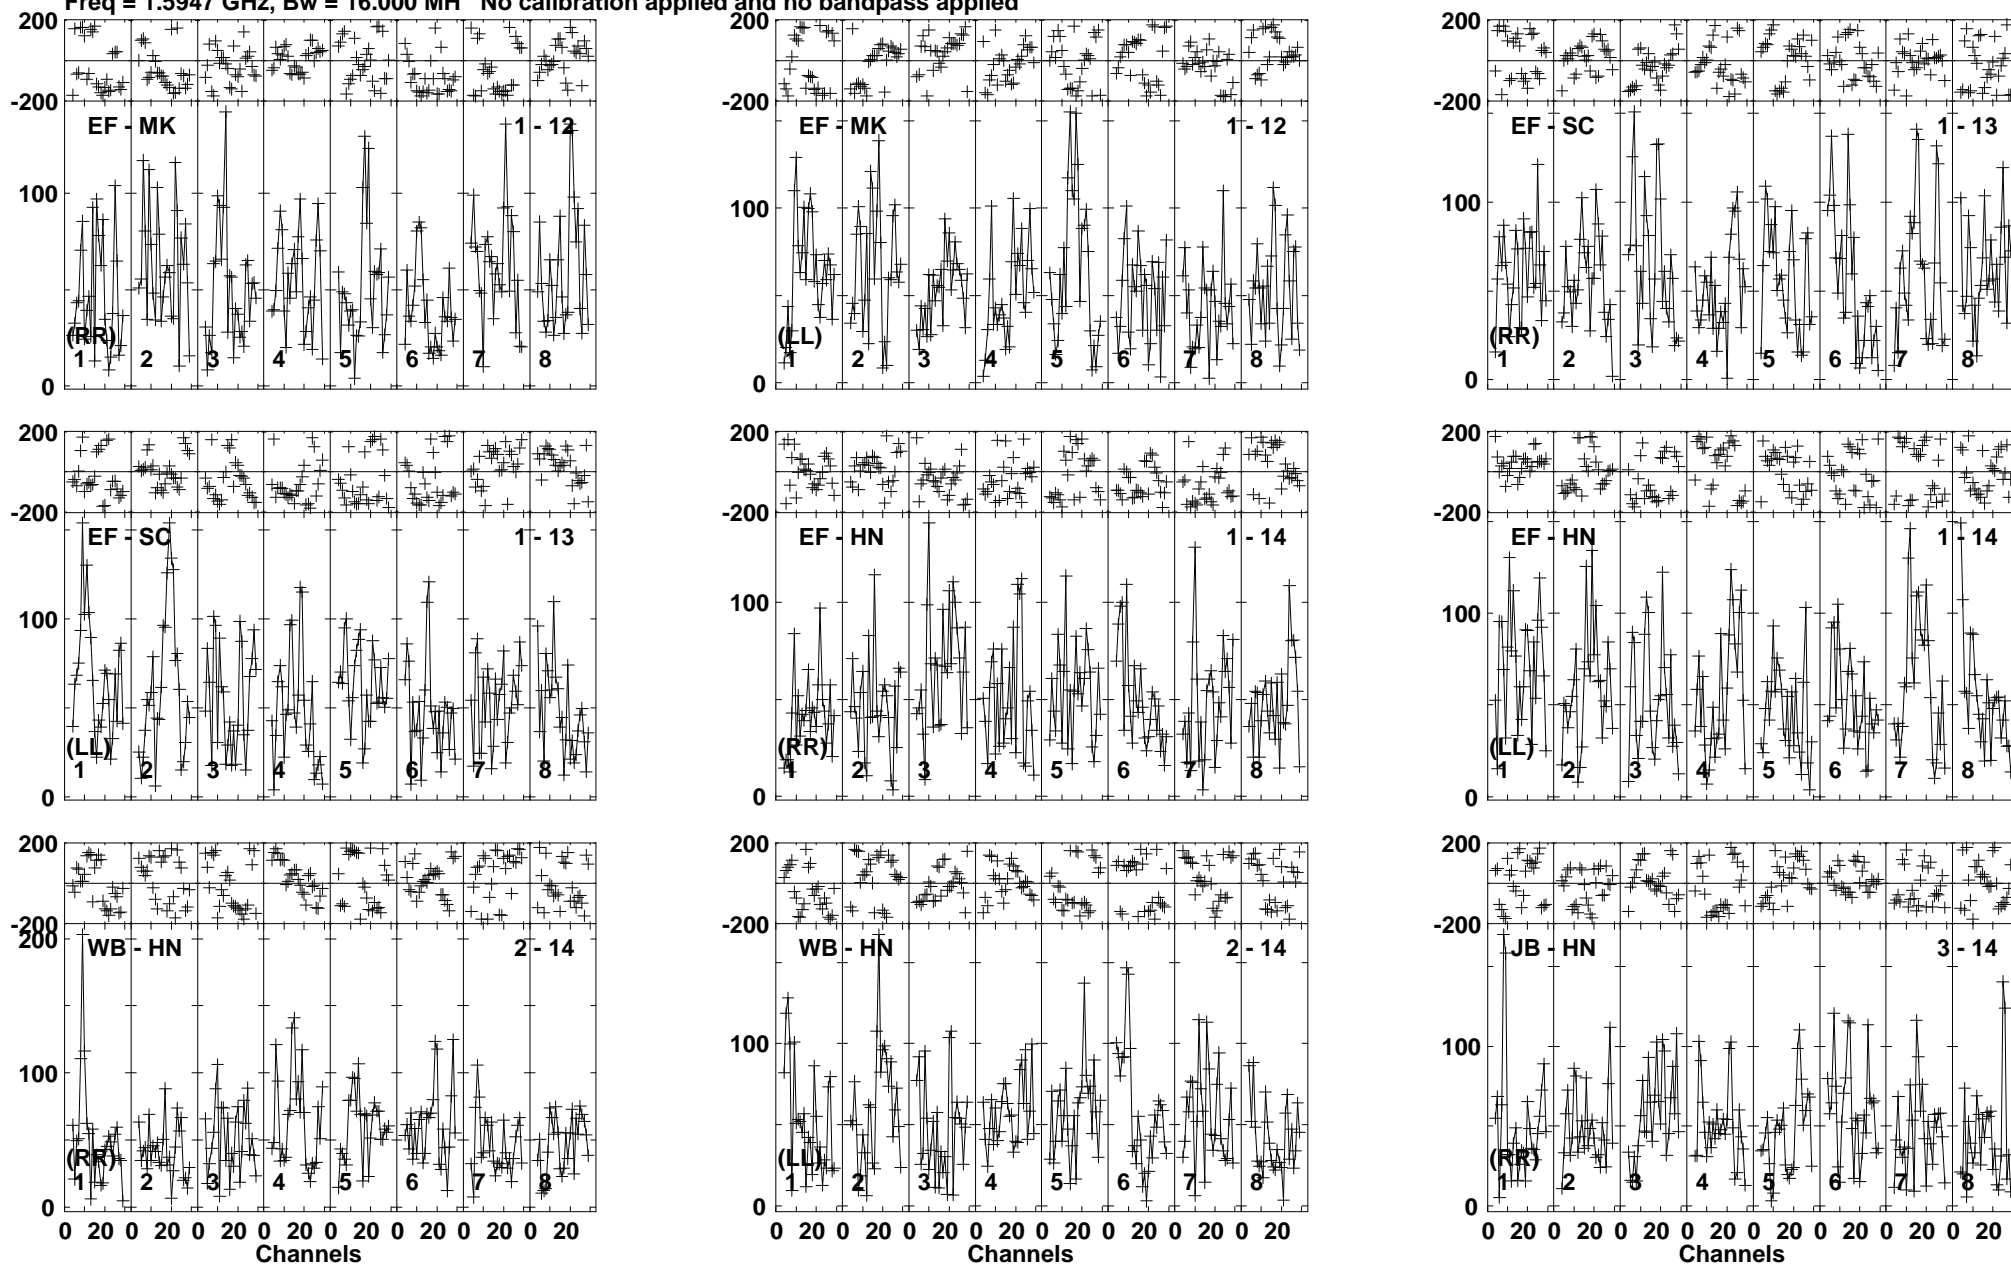 Freq = 1.5947 GHz, Bw = 16.000 MH No calibration applied and no bandpass applied
200
-200
EF - MK 1 - 12
100
(RR)
1 2 3 4 5 6 7 8
0
EF - MK 1 - 12
100
(LL)
1 2 3 4 5 6 7 8
0
200
-200
EF - SC 1 - 13
100
(RR)
1 2 3 4 5 6 7 8
0
200
-200
EF - SC 1 - 13
100
(LL)
1 2 3 4 5 6 7 8
0
200
-200
EF - HN 1 - 14
100
(RR)
1 2 3 4 5 6 7 8
0
200
-200
EF - HN 1 - 14
100
(LL)
1 2 3 4 5 6 7 8
0
200
-200
200
WB - HN 2 - 14
100
(RR)
1 2 3 4 5 6 7 8
0
0 20 0 20 0 20 0 20 0 20 0 20 0 20 0 20
Channels
200
-200
WB - HN 2 - 14
100
(LL)
1 2 3 4 5 6 7 8
0
0 20 0 20 0 20 0 20 0 20 0 20 0 20 0 20
Channels
200
-200
JB - HN 3 - 14
100
(RR)
1 2 3 4 5 6 7 8
0
0 20 0 20 0 20 0 20 0 20 0 20 0 20 0 20
Channels